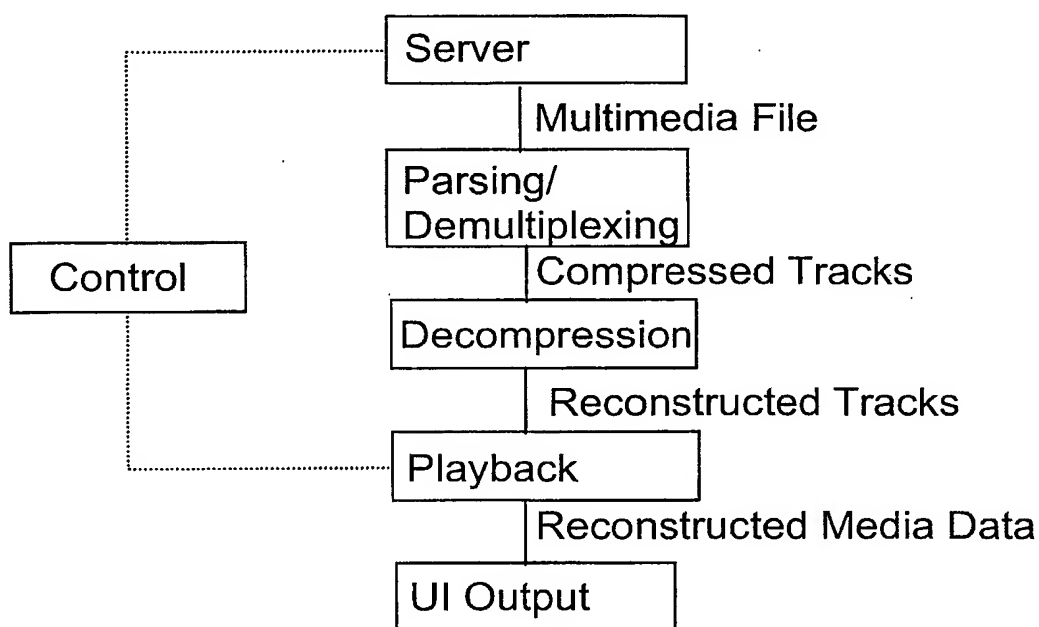 Server
Multimedia File
Parsing/
Demultiplexing
Control
Compressed Tracks
Decompression
Reconstructed Tracks
Playback
Reconstructed Media Data
UI Output